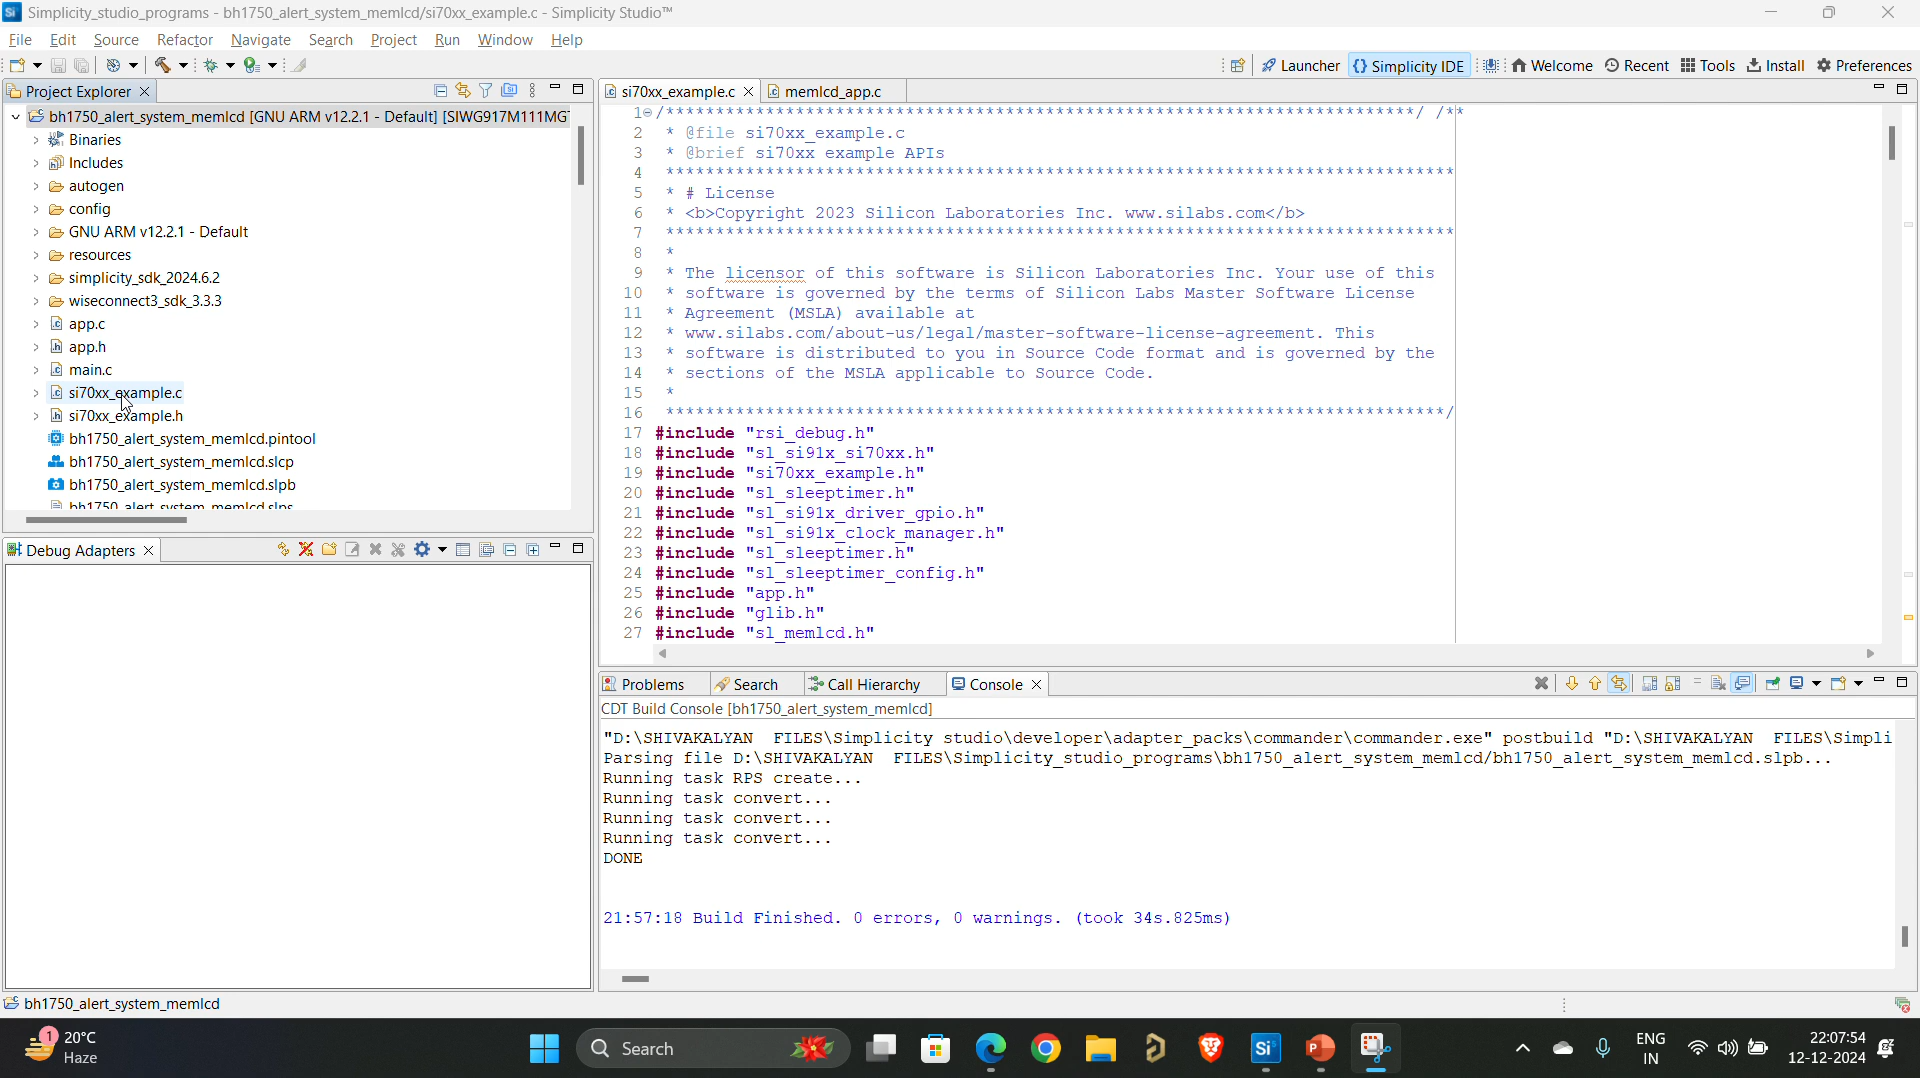 Simplicity_studio_programs - bh1750_alert_system_memlcd/si70xx_example.c - Simplicity Studio™
File Edit Source Refactor Navigate Search Project Run Window Help
Launcher {} Simplicity IDE Welcome Recent Tools Install Preferences
Project Explorer
bh1750_alert_system_memlcd [GNU ARM v12.2.1 - Default] [SIWG917M111MG
Binaries
Includes
autogen
config
GNU ARM v12.2.1 - Default
resources
simplicity_sdk_2024.6.2
wiseconnect3_sdk_3.3.3
app.c
app.h
main.c
si70xx_example.c
si70xx_example.h
bh1750_alert_system_memlcd.pintool
bh1750_alert_system_memlcd.slcp
bh1750_alert_system_memlcd.slpb
bh1750_alert_system_memlcd.slps
Debug Adapters
si70xx_example.c memlcd_app.c
1 /******************************************************************************/ /**
2 * @file si70xx_example.c
3 * @brief si70xx example APIs
4 *******************************************************************************
5 * # License
6 * <b>Copyright 2023 Silicon Laboratories Inc. www.silabs.com</b>
7 *******************************************************************************
8 *
9 * The licensor of this software is Silicon Laboratories Inc. Your use of this
10 * software is governed by the terms of Silicon Labs Master Software License
11 * Agreement (MSLA) available at
12 * www.silabs.com/about-us/legal/master-software-license-agreement. This
13 * software is distributed to you in Source Code format and is governed by the
14 * sections of the MSLA applicable to Source Code.
15 *
16 ******************************************************************************/
17 #include "rsi_debug.h"
18 #include "sl_si91x_si70xx.h"
19 #include "si70xx_example.h"
20 #include "sl_sleeptimer.h"
21 #include "sl_si91x_driver_gpio.h"
22 #include "sl_si91x_clock_manager.h"
23 #include "sl_sleeptimer.h"
24 #include "sl_sleeptimer_config.h"
25 #include "app.h"
26 #include "glib.h"
27 #include "sl_memlcd.h"
Problems Search Call Hierarchy Console
CDT Build Console [bh1750_alert_system_memlcd]
"D:\SHIVAKALYAN  FILES\Simplicity studio\developer\adapter_packs\commander\commander.exe" postbuild "D:\SHIVAKALYAN  FILES\Simpli
Parsing file D:\SHIVAKALYAN  FILES\Simplicity_studio_programs\bh1750_alert_system_memlcd/bh1750_alert_system_memlcd.slpb...
Running task RPS create...
Running task convert...
Running task convert...
Running task convert...
DONE
21:57:18 Build Finished. 0 errors, 0 warnings. (took 34s.825ms)
bh1750_alert_system_memlcd
1
20°C
Haze
Search
Si
ENG
IN
22:07:54
12-12-2024